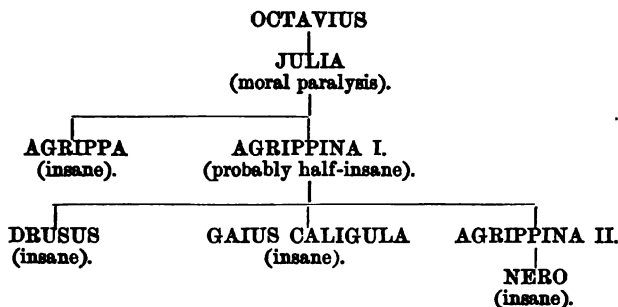 OCTAVIUS
JULIA
(moral paralysis).
AGRIPPA AGRIPPINA I.
(insane). (probably half-insane).
DRUSUS GAIUS CALIGULA AGRIPPINA II.
(insane). (insane).
NERO
(insane).